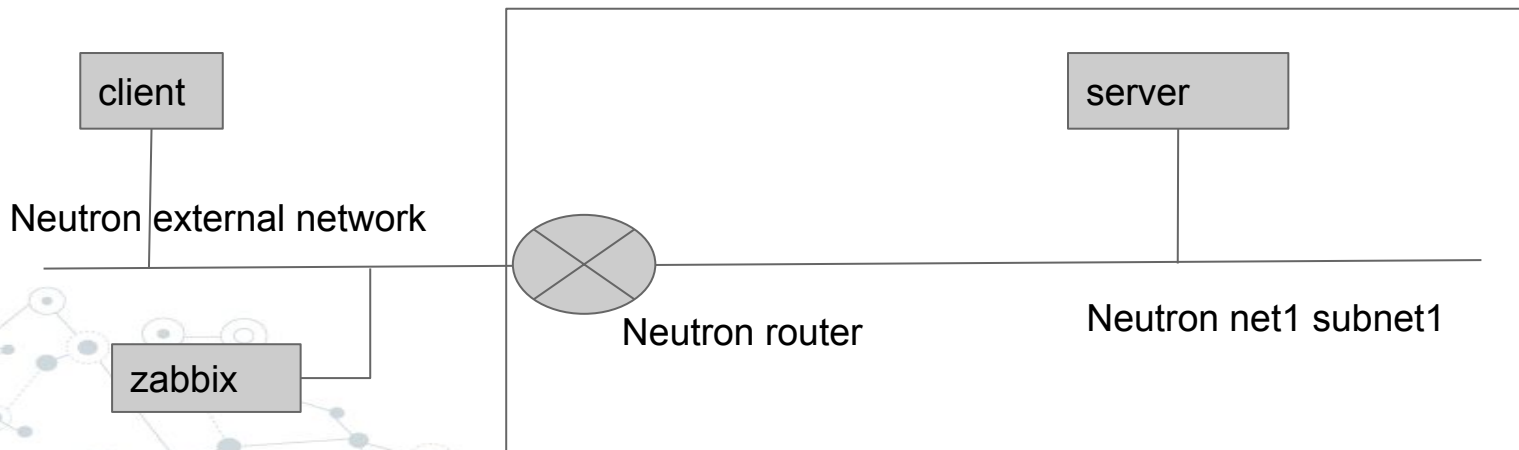 client
server
Neutron external network
Neutron router
Neutron net1 subnet1
zabbix